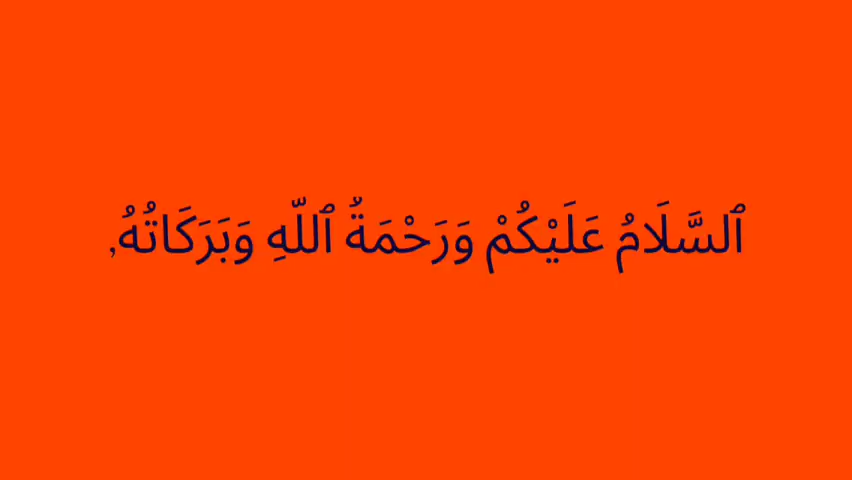 ٱلسَّلَامُ عَلَيْكُمْ وَرَحْمَةُ ٱللّٰهِ وَبَرَكَاتُهُ,